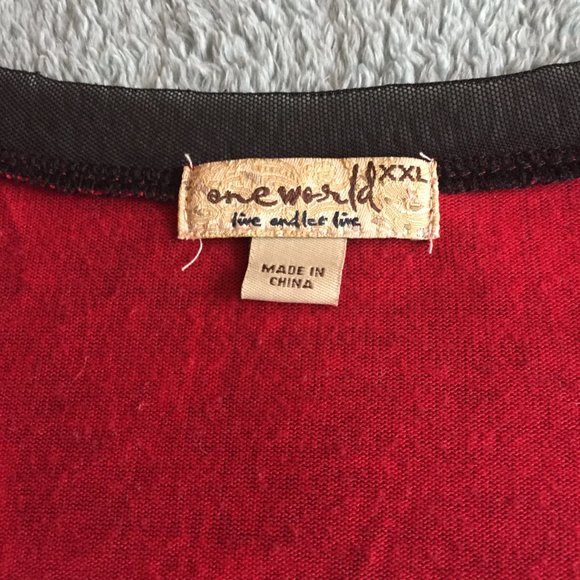 oneworld XXL
live and let live
MADE IN
CHINA